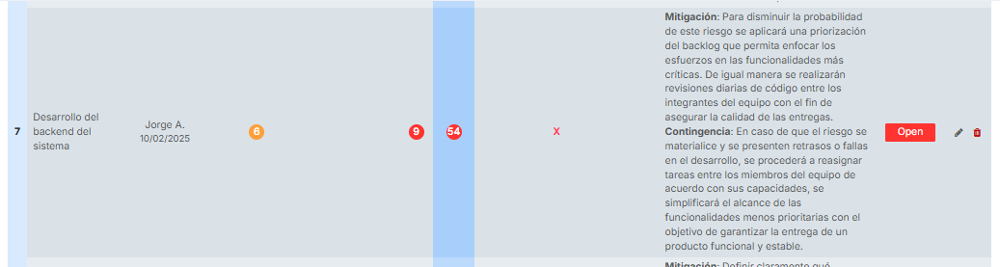 7
Desarrollo del
backend del
sistema
Jorge A.
10/02/2025
6
9
54
X
Mitigación: Para disminuir la probabilidad
de este riesgo se aplicará una priorización
del backlog que permita enfocar los
esfuerzos en las funcionalidades más
críticas. De igual manera se realizarán
revisiones diarias de código entre los
integrantes del equipo con el fin de
asegurar la calidad de las entregas.
Contingencia: En caso de que el riesgo se
materialice y se presenten retrasos o fallas
en el desarrollo, se procederá a reasignar
tareas entre los miembros del equipo de
acuerdo con sus capacidades, se
simplificará el alcance de las
funcionalidades menos prioritarias con el
objetivo de garantizar la entrega de un
producto funcional y estable.
Open
Mitigación: Definir claramente qué